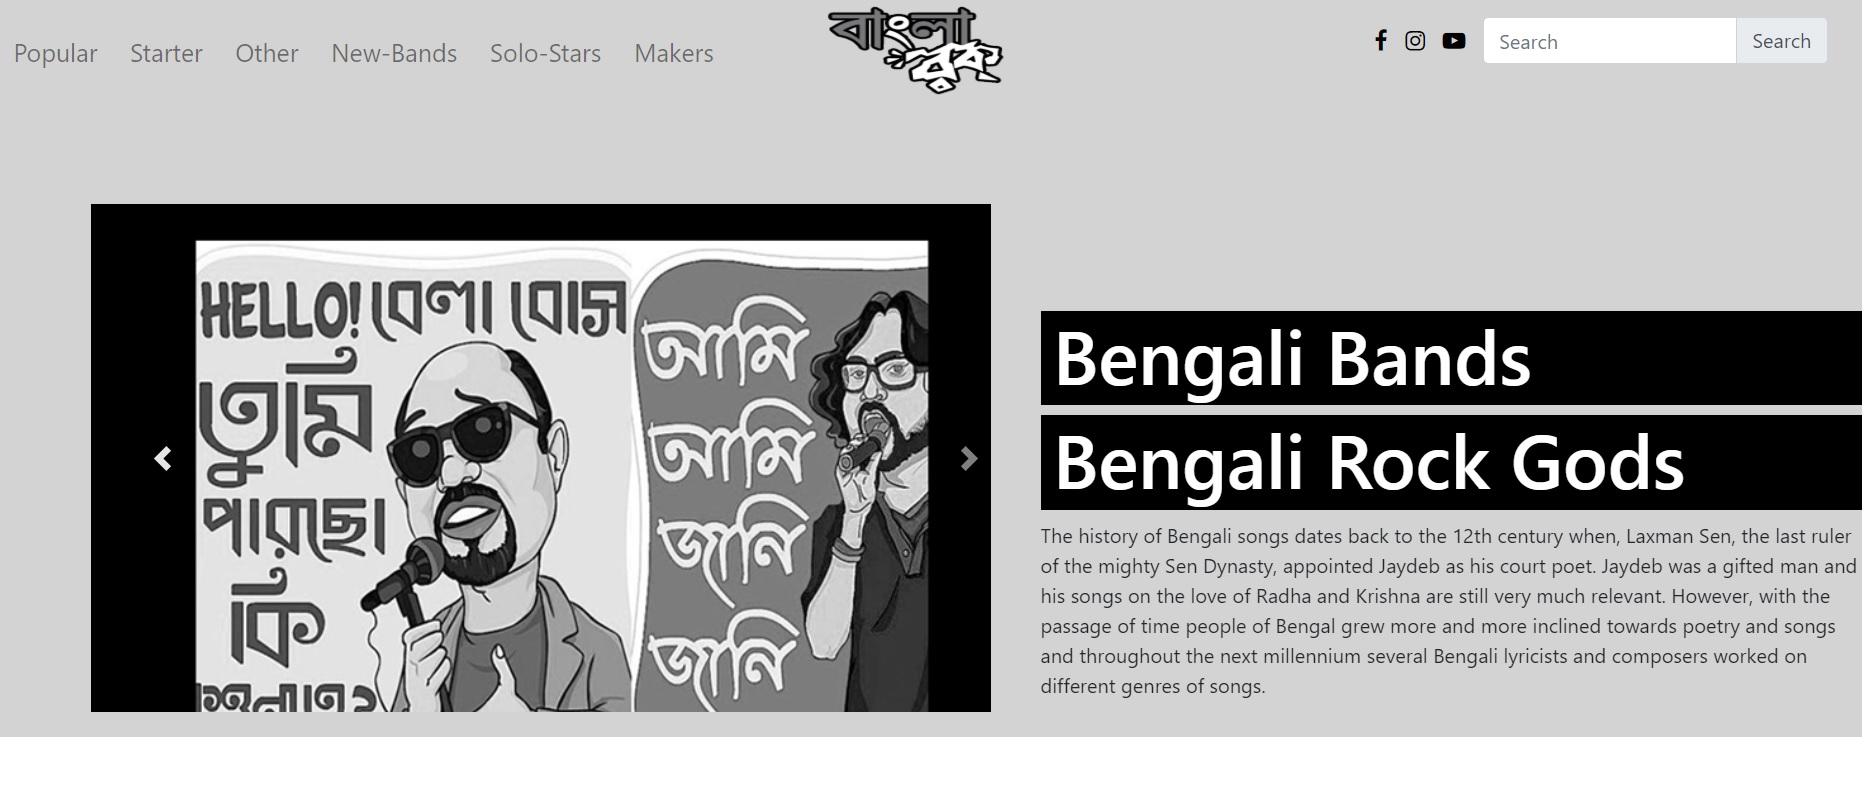 Popular Starter Other New-Bands Solo-Stars Makers
বাংলা
রক্
Search Search
HELLO! বেলা বোস
তুমি
পারছো
কি
শুনতে?
আমি
আমি
জানি
জানি
Bengali Bands
Bengali Rock Gods
The history of Bengali songs dates back to the 12th century when, Laxman Sen, the last ruler
of the mighty Sen Dynasty, appointed Jaydeb as his court poet. Jaydeb was a gifted man and
his songs on the love of Radha and Krishna are still very much relevant. However, with the
passage of time people of Bengal grew more and more inclined towards poetry and songs
and throughout the next millennium several Bengali lyricists and composers worked on
different genres of songs.